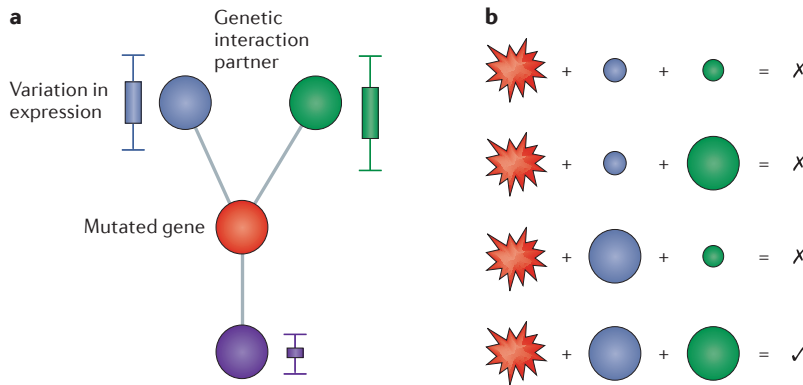 a
Genetic
interaction
partner
Variation in
expression
Mutated gene
b
+ + = ✗
+ + = ✗
+ + = ✗
+ + = ✓